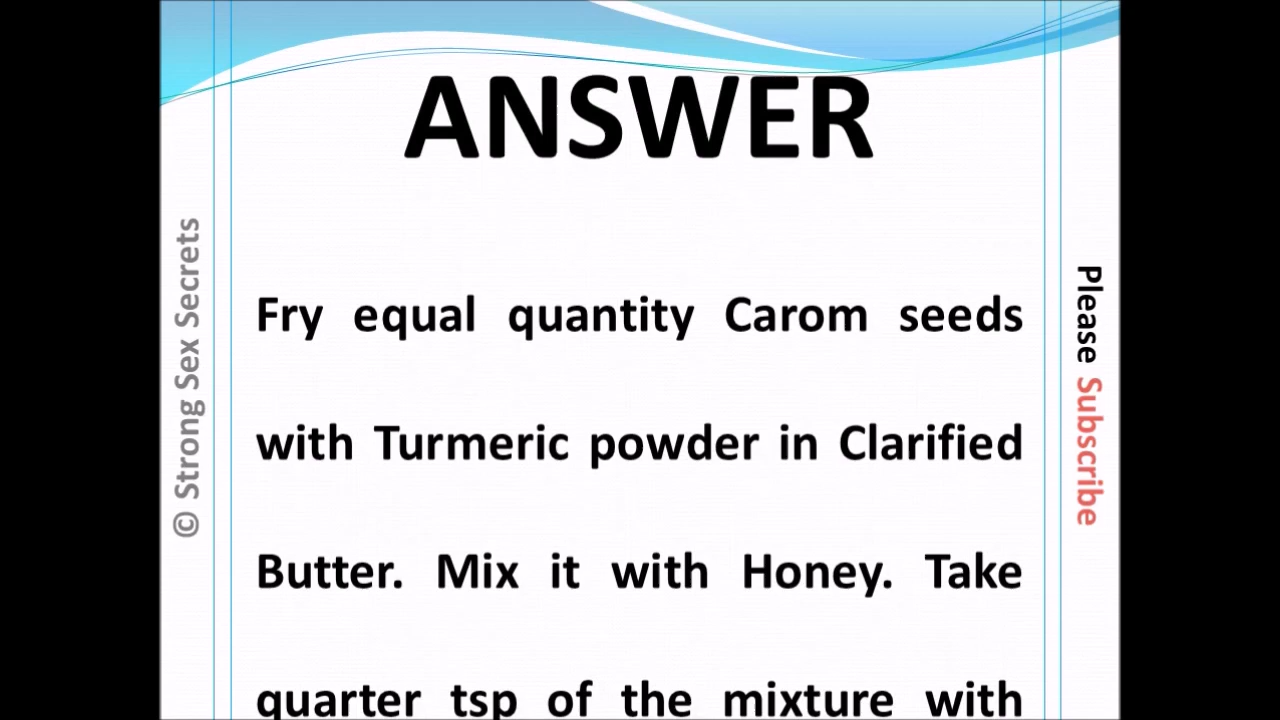 ANSWER
Fry equal quantity Carom seeds
with Turmeric powder in Clarified
Butter. Mix it with Honey. Take
quarter tsp of the mixture with
© Strong Sex Secrets
Please Subscribe